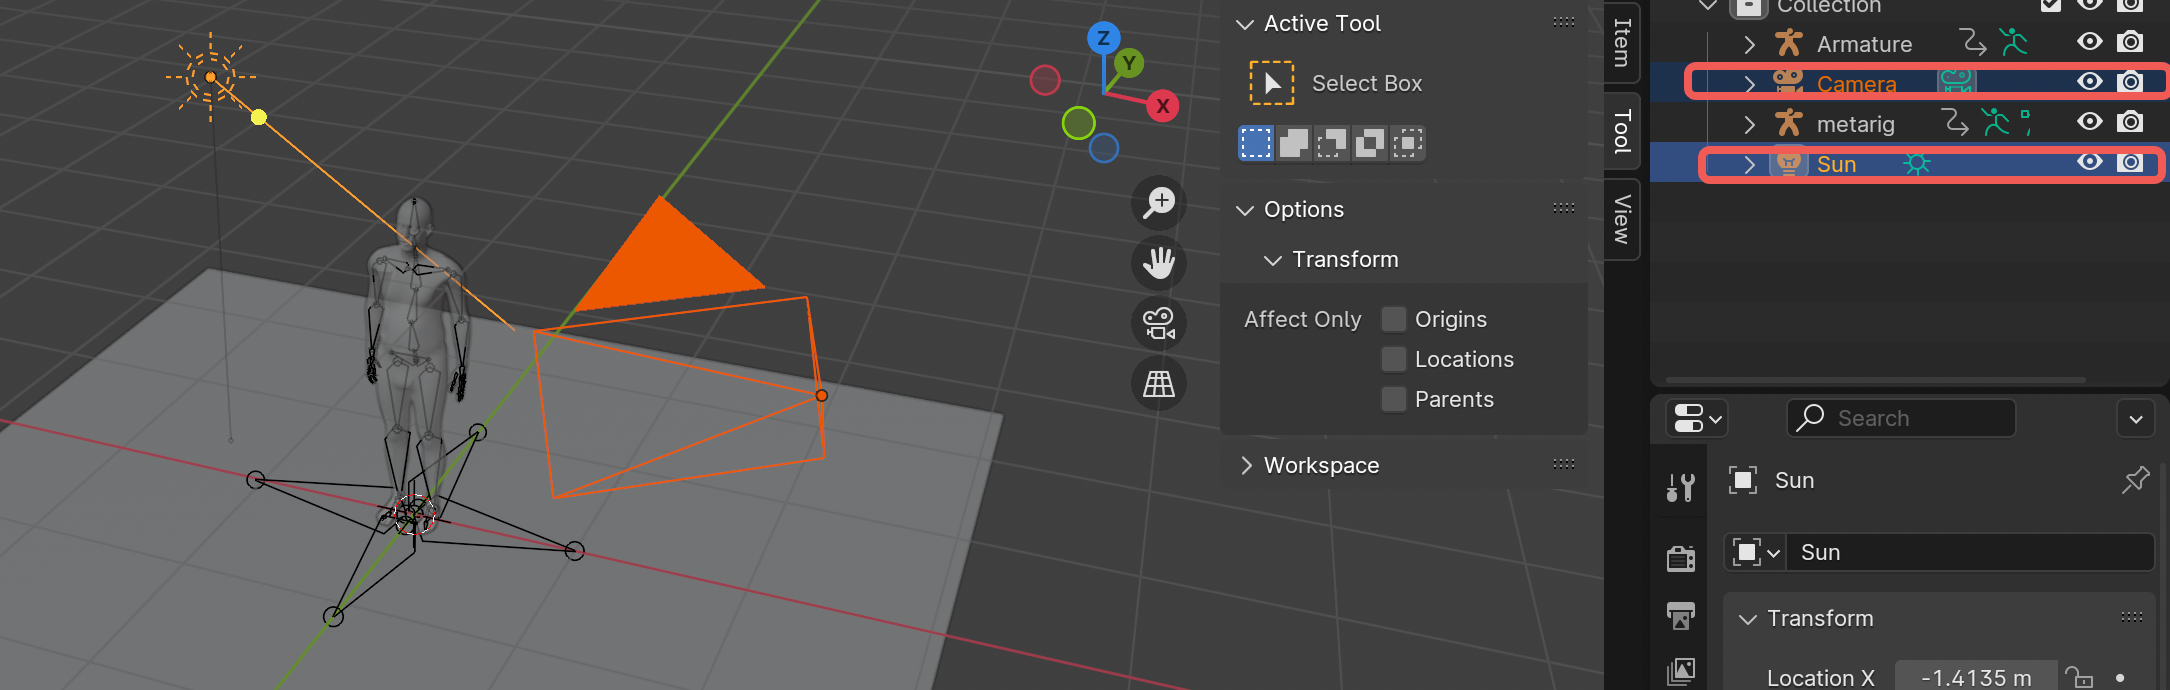 Z
Y
X
Active Tool
Select Box
Options
Transform
Affect Only
Origins
Locations
Parents
Workspace
Item
Tool
View
Collection
Armature
Camera
metarig
Sun
Search
Sun
Sun
Transform
Location X
-1.4135 m